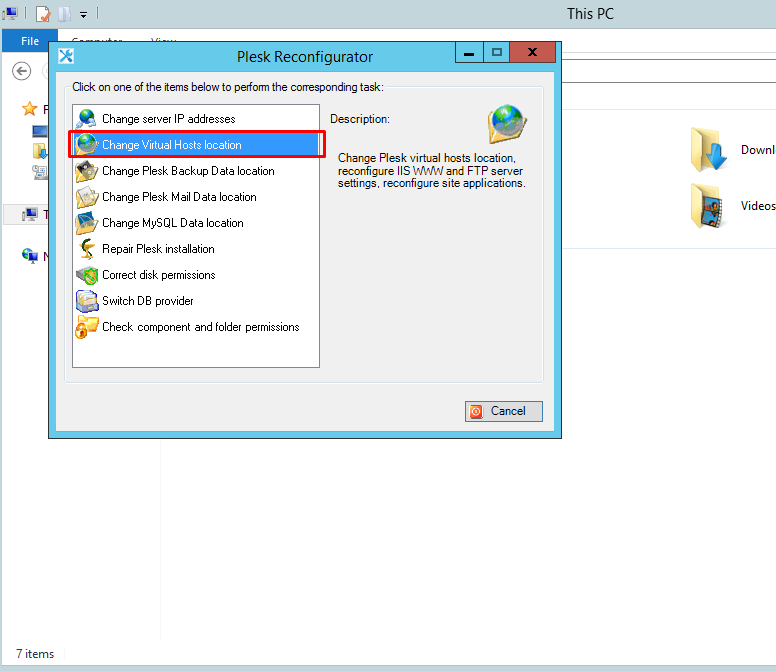 This PC
File
Computer
View
Plesk Reconfigurator
Click on one of the items below to perform the corresponding task:
Change server IP addresses
Change Virtual Hosts location
Change Plesk Backup Data location
Change Plesk Mail Data location
Change MySQL Data location
Repair Plesk installation
Correct disk permissions
Switch DB provider
Check component and folder permissions
Description:
Change Plesk virtual hosts location,
reconfigure IIS WWW and FTP server
settings, reconfigure site applications.
Cancel
Downl
Videos
7 items